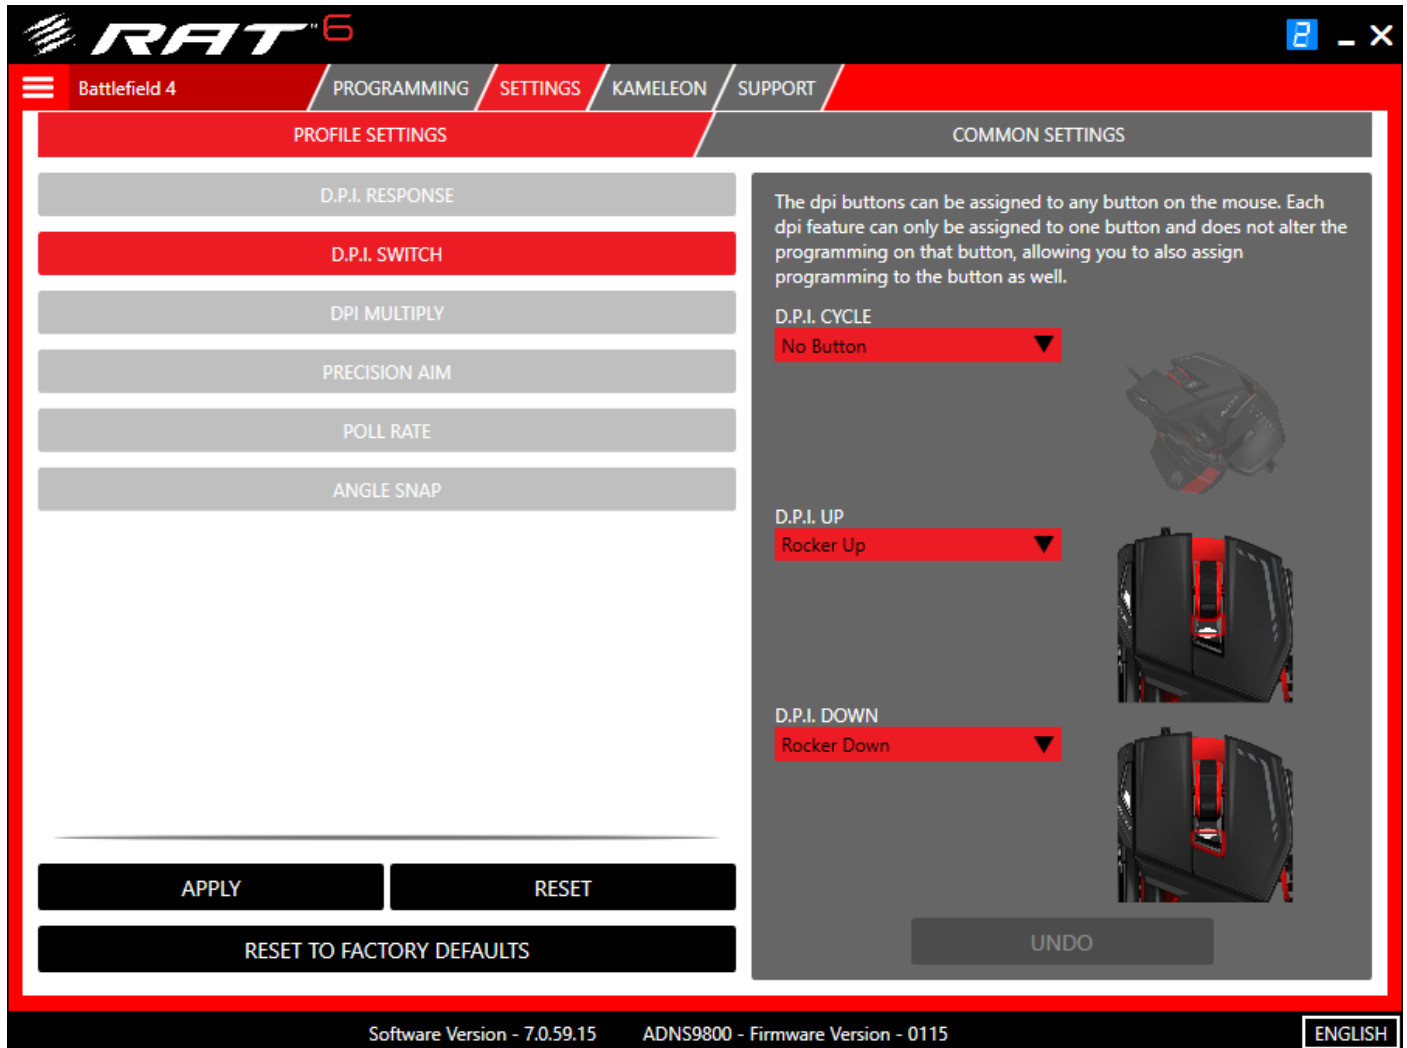 RAT™6
2
Battlefield 4
PROGRAMMING
SETTINGS
KAMELEON
SUPPORT
PROFILE SETTINGS
COMMON SETTINGS
D.P.I. RESPONSE
D.P.I. SWITCH
DPI MULTIPLY
PRECISION AIM
POLL RATE
ANGLE SNAP
APPLY
RESET
RESET TO FACTORY DEFAULTS
The dpi buttons can be assigned to any button on the mouse. Each
dpi feature can only be assigned to one button and does not alter the
programming on that button, allowing you to also assign
programming to the button as well.
D.P.I. CYCLE
No Button
D.P.I. UP
Rocker Up
D.P.I. DOWN
Rocker Down
UNDO
Software Version - 7.0.59.15
ADNS9800 - Firmware Version - 0115
ENGLISH